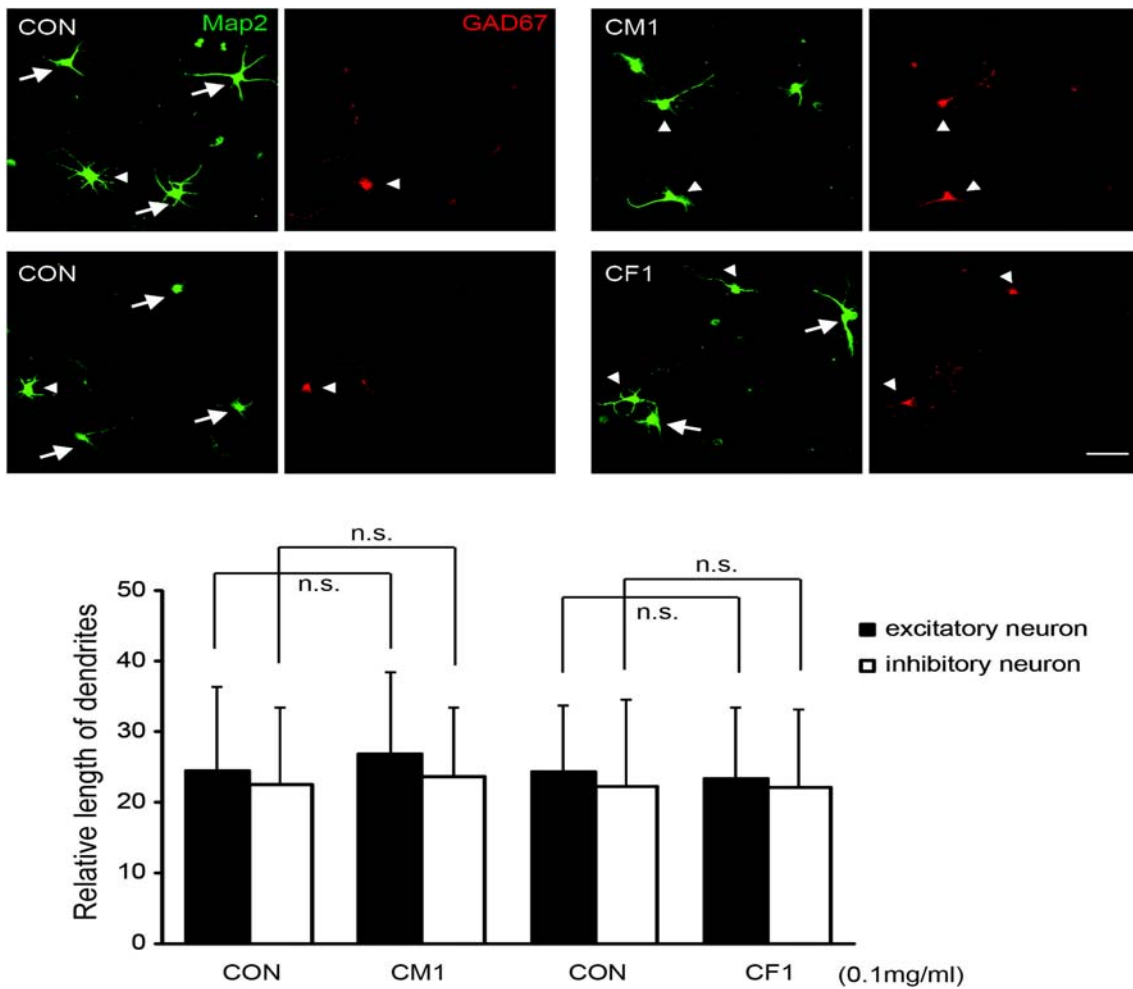 CON Map2 GAD67 CM1
CON CF1
n.s. n.s.
n.s. n.s.
50
40
30
20
10
0
Relative length of dendrites
excitatory neuron
inhibitory neuron
CON CM1 CON CF1 (0.1mg/ml)